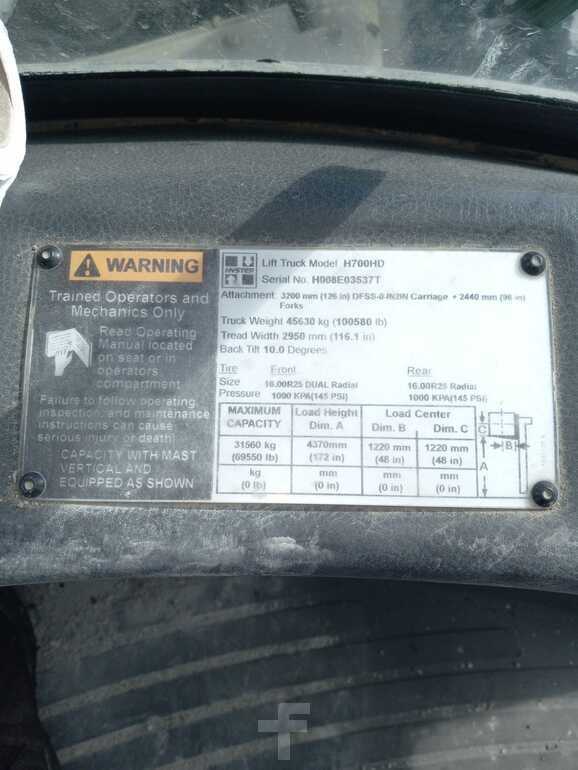 WARNING
Trained Operators and
Mechanics Only
Read Operating
Manual located
on seat or in
operators
compartment
Failure to follow operating
inspection, and maintenance
instructions can cause
serious injury or death!
CAPACITY WITH MAST
VERTICAL AND
EQUIPPED AS SHOWN
HYSTER
Lift Truck Model H700HD
Serial No. H008E03537T
Attachment 3200 mm (126 in) DFSS-0-IN3IN Carriage + 2440 mm (96 in)
Forks
Truck Weight 45630 kg (100580 lb)
Tread Width 2950 mm (116.1 in)
Back Tilt 10.0 Degrees
Tire Front Rear
Size 16.00R25 DUAL Radial 16.00R25 Radial
Pressure 1000 KPA(145 PSI) 1000 KPA(145 PSI)
MAXIMUM CAPACITY Load Height Dim. A Load Center Dim. B Dim. C
31560 kg 4370mm 1220 mm 1220 mm
(69550 lb) (172 in) (48 in) (48 in)
kg mm mm mm
(0 lb) (0 in) (0 in) (0 in)
C
B
A